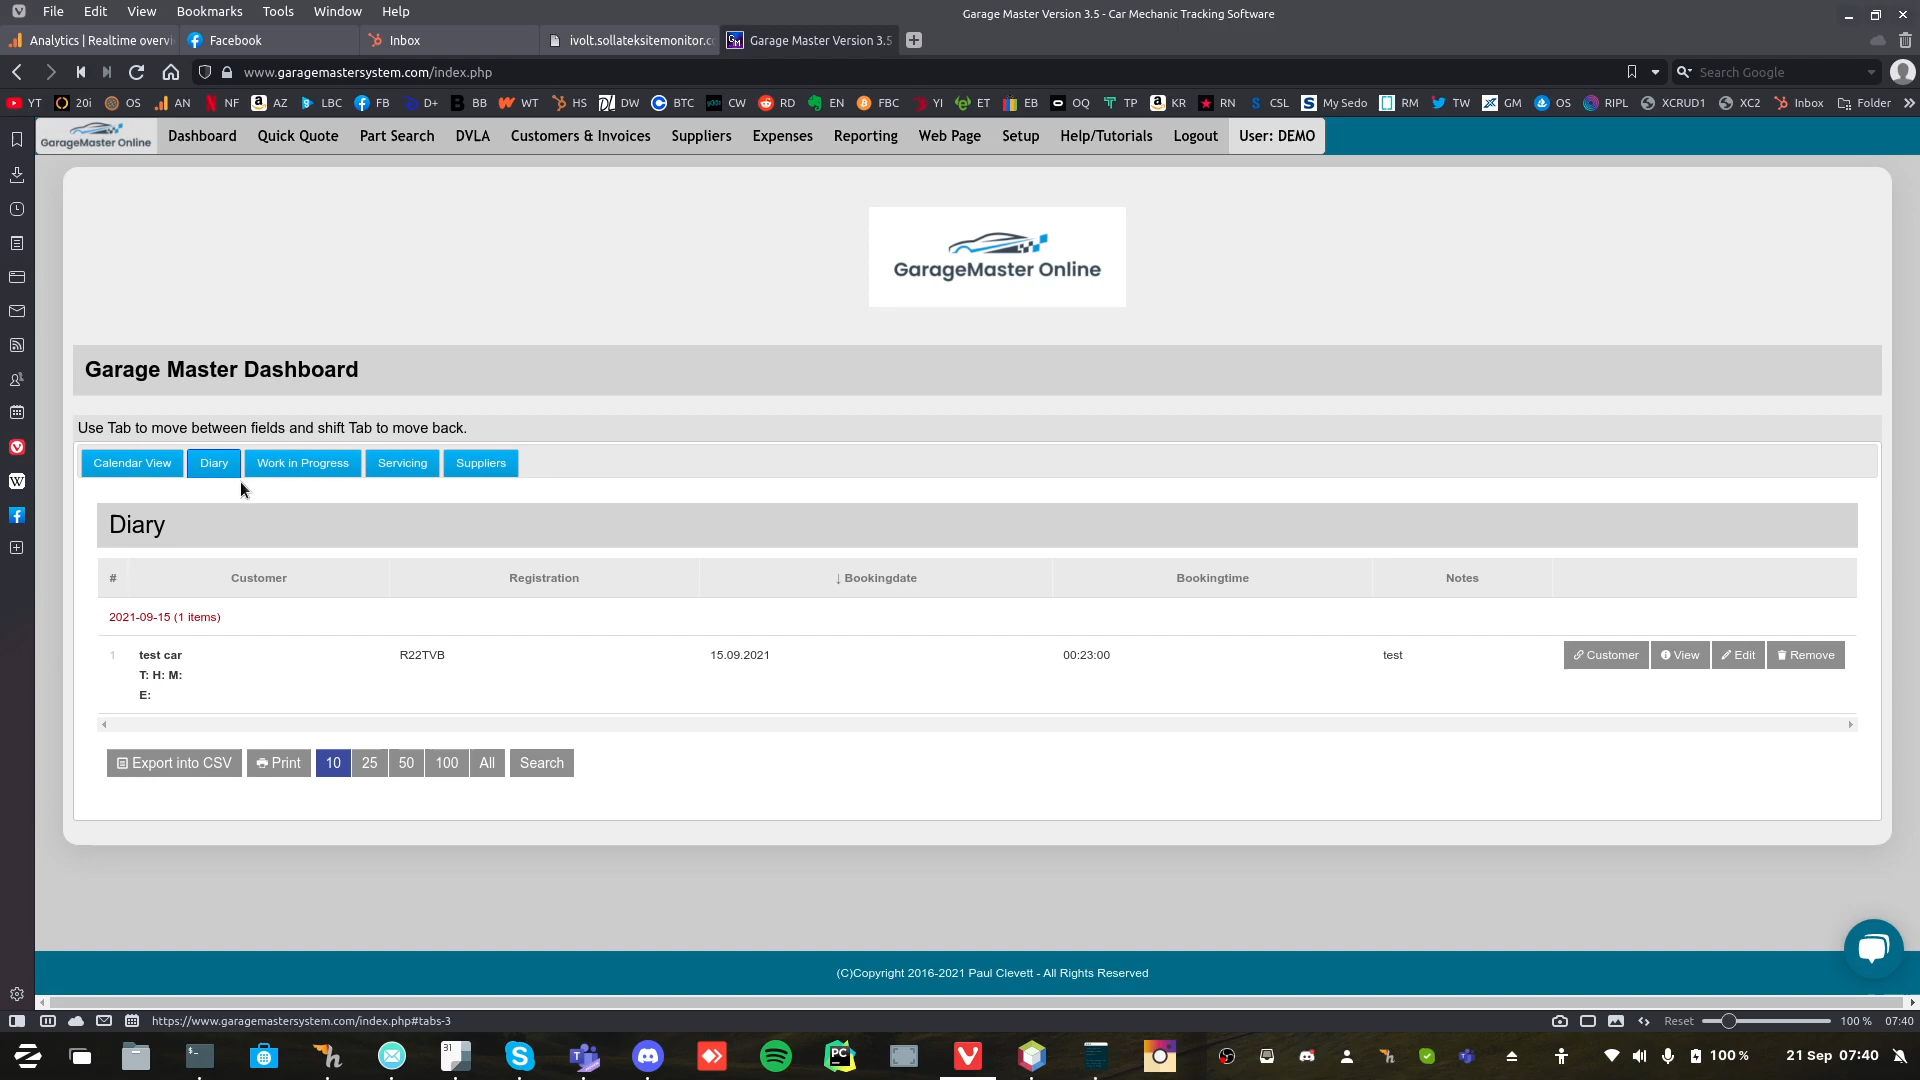 File Edit View Bookmarks Tools Window Help
Garage Master Version 3.5 - Car Mechanic Tracking Software
Analytics | Realtime overvi
Facebook
Inbox
ivolt.sollateksitemonitor.co
Garage Master Version 3.5
www.garagemastersystem.com/index.php
Search Google
YT 20i OS AN NF AZ LBC FB D+ BB WT HS DW BTC CW RD EN FBC YI ET EB OQ TP KR RN CSL My Sedo RM TW GM OS RIPL XCRUD1 XC2 Inbox Folder
GarageMaster Online
Dashboard Quick Quote Part Search DVLA Customers & Invoices Suppliers Expenses Reporting Web Page Setup Help/Tutorials Logout User: DEMO
GarageMaster Online
Garage Master Dashboard
Use Tab to move between fields and shift Tab to move back.
Calendar View Diary Work in Progress Servicing Suppliers
Diary
# Customer Registration ↓ Bookingdate Bookingtime Notes
2021-09-15 (1 items)
1 test car R22TVB 15.09.2021 00:23:00 test Customer View Edit Remove
T: H: M:
E:
Export into CSV Print 10 25 50 100 All Search
(C)Copyright 2016-2021 Paul Clevett - All Rights Reserved
https://www.garagemastersystem.com/index.php#tabs-3
Reset 100 % 07:40
31
PC
100 %
21 Sep 07:40